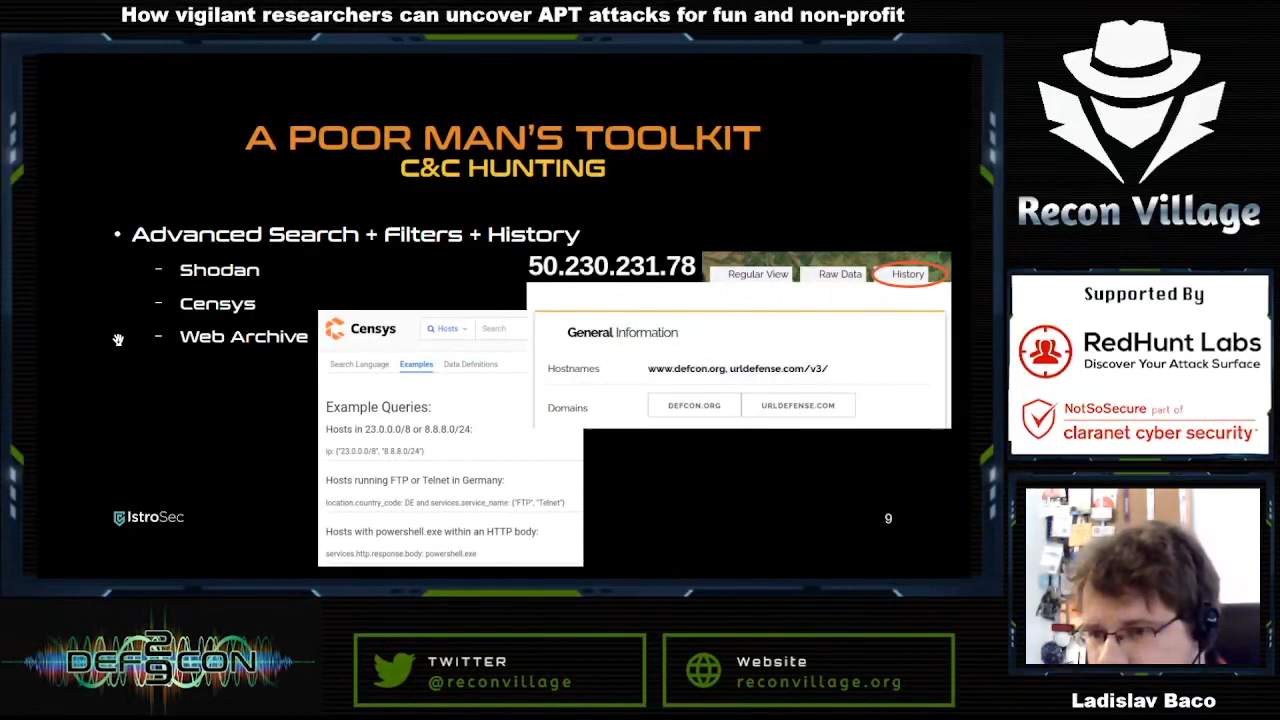 How vigilant researchers can uncover APT attacks for fun and non-profit
A POOR MAN'S TOOLKIT
C&C HUNTING
• Advanced Search + Filters + History
- Shodan
- Censys
- Web Archive
50.230.231.78
Regular View
Raw Data
History
General Information
Hostnames
www.defcon.org, urldefense.com/v3/
Domains
DEFCON.ORG
URLDEFENSE.COM
Censys
Hosts
Search
Search Language
Examples
Data Definitions
Example Queries:
Hosts in 23.0.0.0/8 or 8.8.8.0/24:
ip: {"23.0.0.0/8", "8.8.8.0/24"}
Hosts running FTP or Telnet in Germany:
location.country_code: DE and services.service_name: {"FTP", "Telnet"}
Hosts with powershell.exe within an HTTP body:
services.http.response.body: powershell.exe
IstroSec
9
Recon Village
Supported By
RedHunt Labs
Discover Your Attack Surface
NotSoSecure part of
claranet cyber security
DEFCON
TWITTER
@reconvillage
Website
reconvillage.org
Ladislav Baco